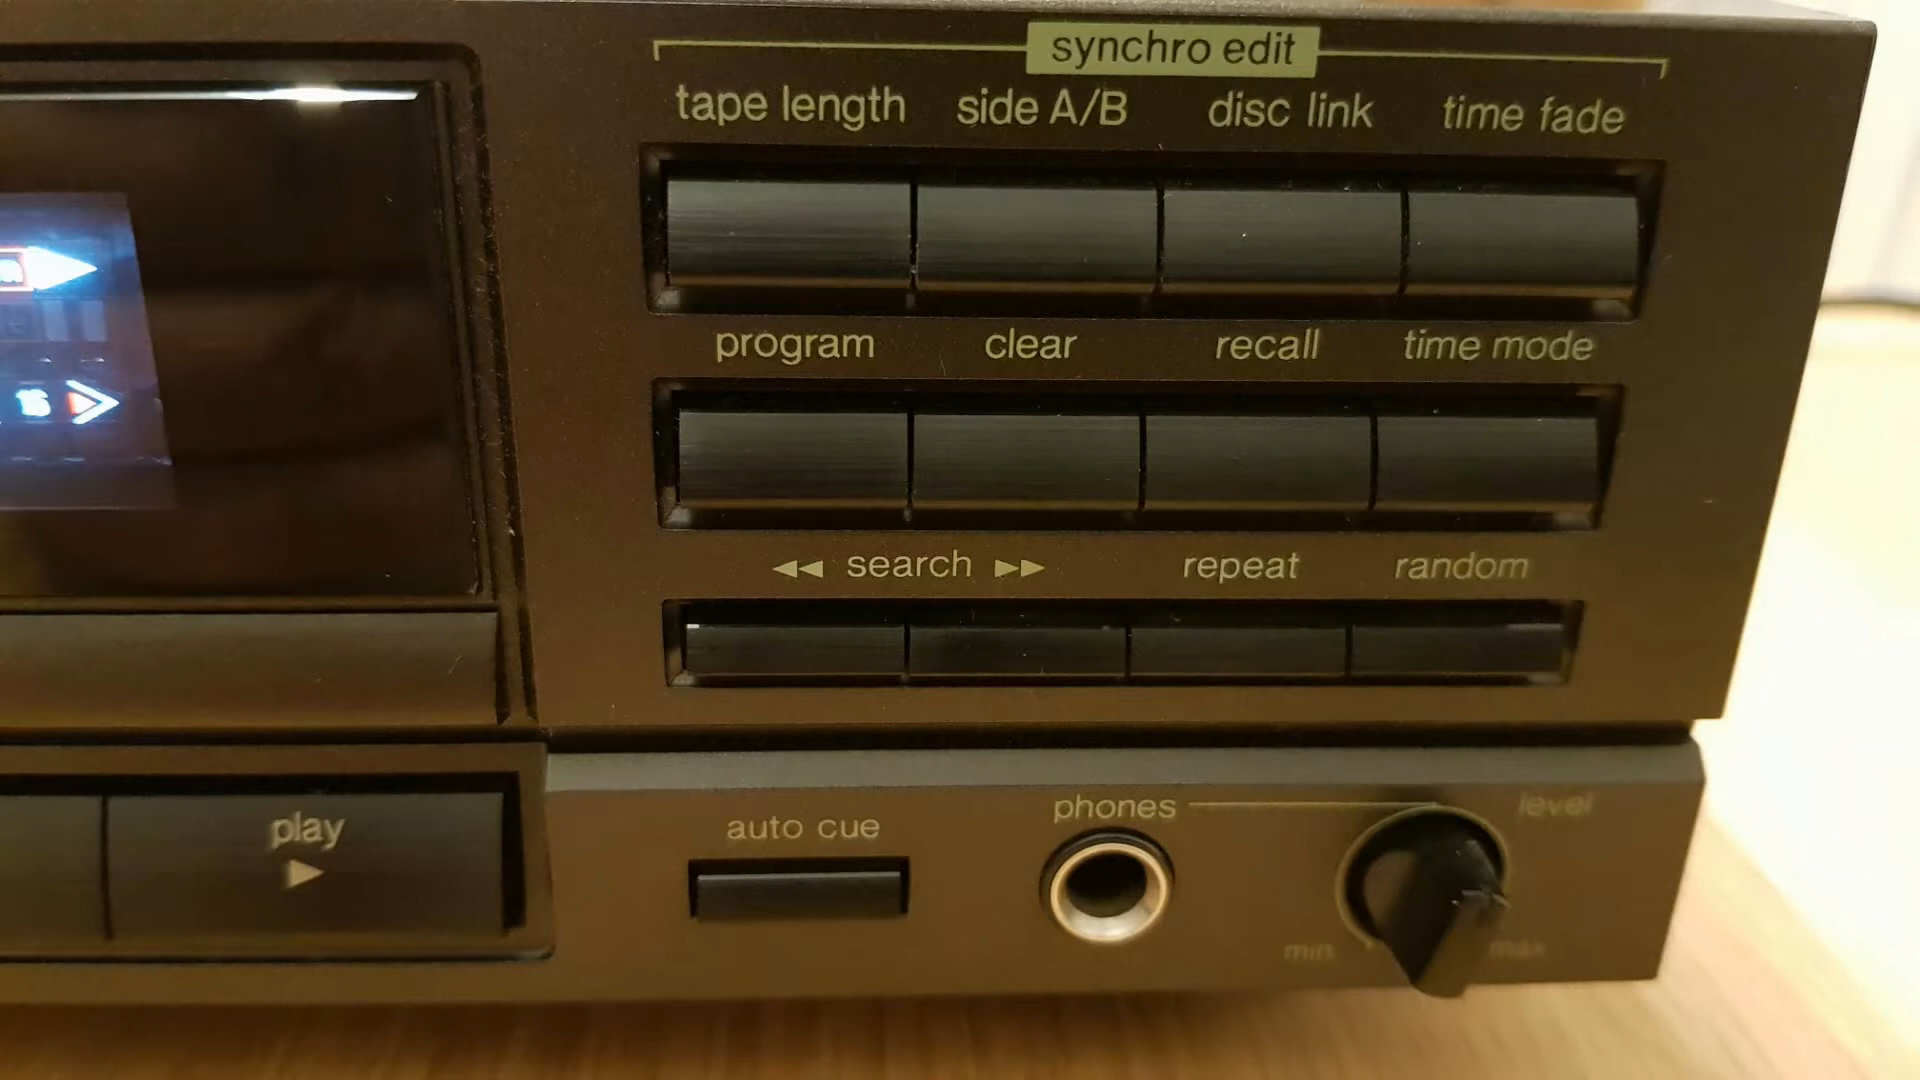 synchro edit
tape length side A/B disc link time fade
program clear recall time mode
◀◀ search ▶▶ repeat random
play
▶
auto cue phones level
min max
15